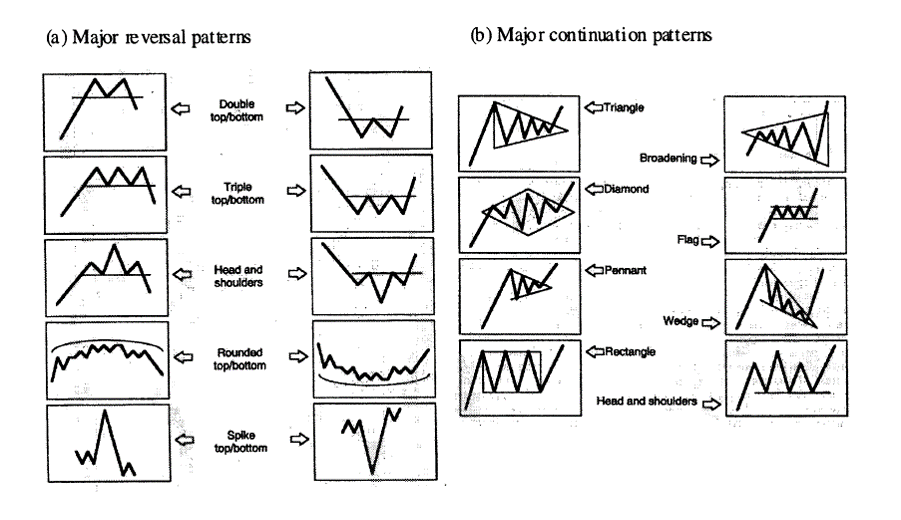 (a) Major reversal patterns
Double
top/bottom
Triple
top/bottom
Head and
shoulders
Rounded
top/bottom
Spike
top/bottom
(b) Major continuation patterns
Triangle
Broadening
Diamond
Flag
Pennant
Wedge
Rectangle
Head and shoulders